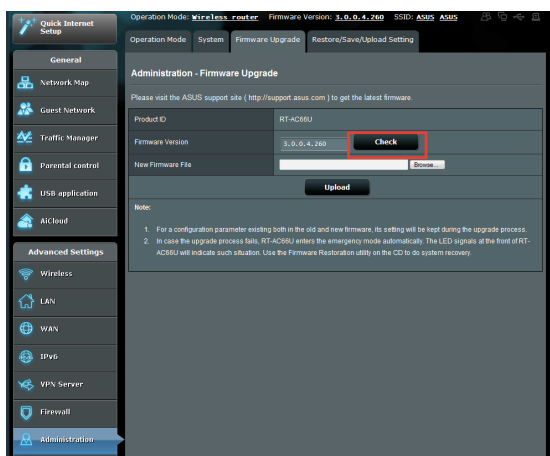 Quick Internet
Setup
Operation Mode: Wireless router Firmware Version: 3.0.0.4.260 SSID: ASUS ASUS
Operation Mode System Firmware Upgrade Restore/Save/Upload Setting
General
Network Map
Guest Network
Traffic Manager
Parental control
USB application
AiCloud
Advanced Settings
Wireless
LAN
WAN
IPv6
VPN Server
Firewall
Administration
Administration - Firmware Upgrade
Please visit the ASUS support site ( http://support.asus.com ) to get the latest firmware.
Product ID RT-AC66U
Firmware Version 3.0.0.4.260 Check
New Firmware File Browse...
Upload
Note:
1. For a configuration parameter existing both in the old and new firmware, its setting will be kept during the upgrade process.
2. In case the upgrade process fails, RT-AC66U enters the emergency mode automatically. The LED signals at the front of RT-
AC66U will indicate such situation. Use the Firmware Restoration utility on the CD to do system recovery.